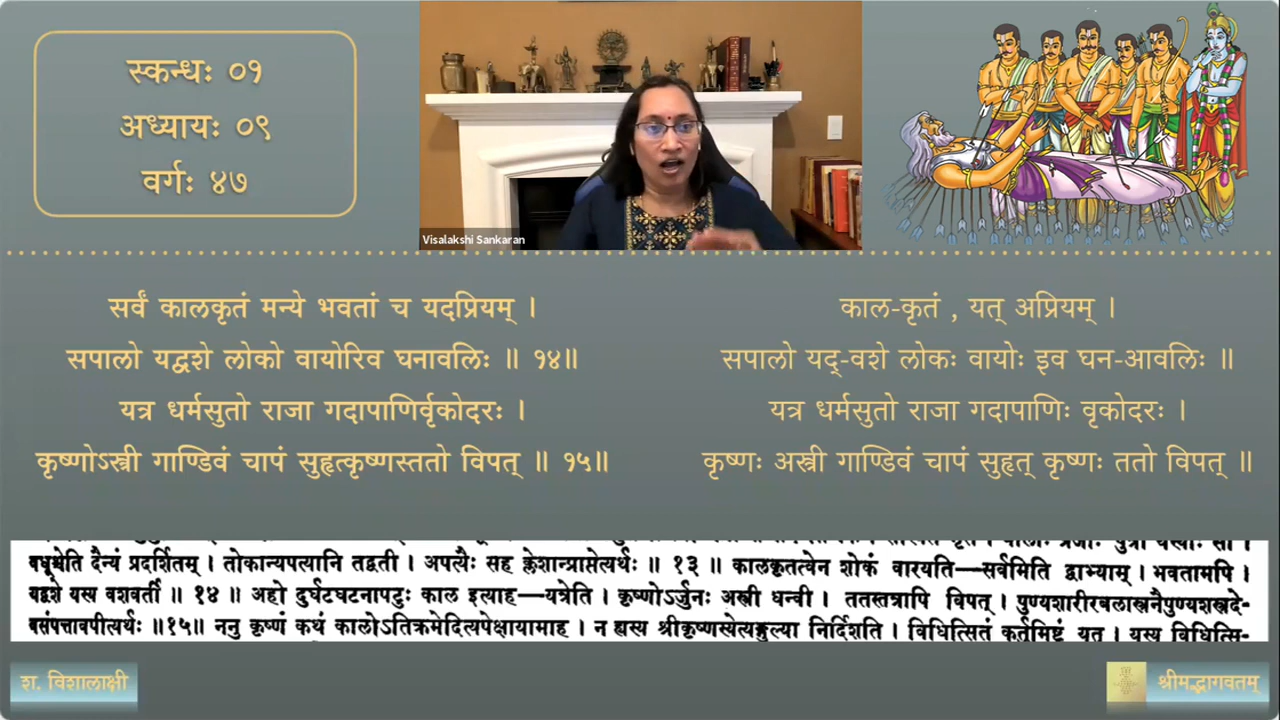 स्कन्धः ०१
अध्यायः ०९
वर्गः ४७
Visalakshi Sankaran
सर्वं कालकृतं मन्ये भवतां च यदप्रियम् ।
सपालो यद्वशे लोको वायोरिव घनावलिः ॥ १४॥
यत्र धर्मसुतो राजा गदापाणिर्वृकोदरः ।
कृष्णोऽस्त्री गाण्डिवं चापं सुहृत्कृष्णस्ततो विपत् ॥ १५॥
काल-कृतं , यत् अप्रियम् ।
सपालो यद्-वशे लोकः वायोः इव घन-आवलिः ॥
यत्र धर्मसुतो राजा गदापाणिः वृकोदरः ।
कृष्णः अस्त्री गाण्डिवं चापं सुहृत् कृष्णः ततो विपत् ॥
वधूश्चेति दैन्यं प्रदर्शितम् । तोकान्यपत्यानि तद्वती । अपत्यैः सह क्लेशान्प्राप्तेत्यर्थः ॥ १३ ॥ कालकृतत्वेन शोकं वारयति—सर्वमिति द्वाभ्याम् । भवतामपि ।
यद्वशे यस्य वशवर्ती ॥ १४ ॥ अहो दुर्घटघटनापटुः काल इत्याह—यत्रेति । कृष्णोऽर्जुनः अस्त्री धन्वी । ततस्तत्रापि विपत् । पुण्यशारीरबलास्त्रनैपुण्यशस्त्रदे-
वसंपत्तावपीत्यर्थः ॥१५॥ ननु कृष्णं कथं कालोऽतिक्रमेदित्यपेक्षायामाह । न ह्यस्य श्रीकृष्णस्येत्यङ्गुल्या निर्दिशति । विधित्सितं कर्तुमिष्टं यत् । यस्य विधित्सि-
श. विशालाक्षी
श्रीमद्भागवतम्